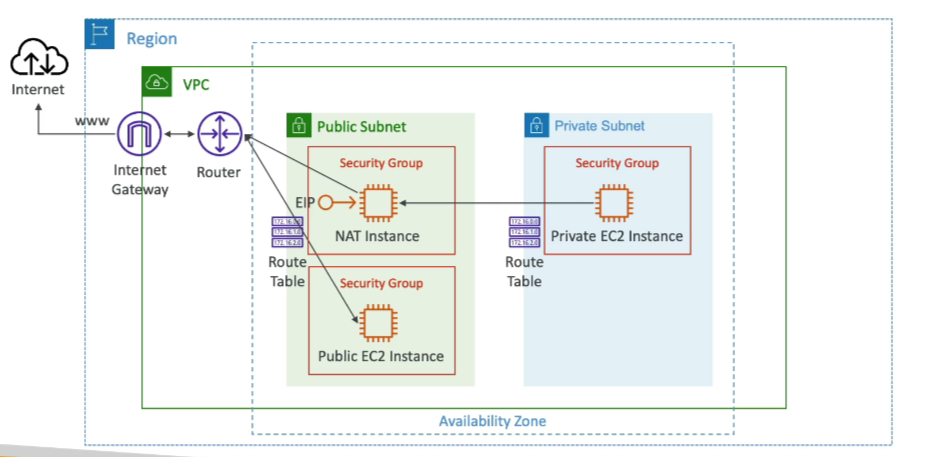 Region
Internet
VPC
www
Internet
Gateway
Router
Public Subnet
Security Group
EIP
NAT Instance
172.16.0.0
172.16.1.0
172.16.2.0
Route
Table
Security Group
Public EC2 Instance
Private Subnet
Security Group
Private EC2 Instance
172.16.0.0
172.16.1.0
172.16.2.0
Route
Table
Availability Zone